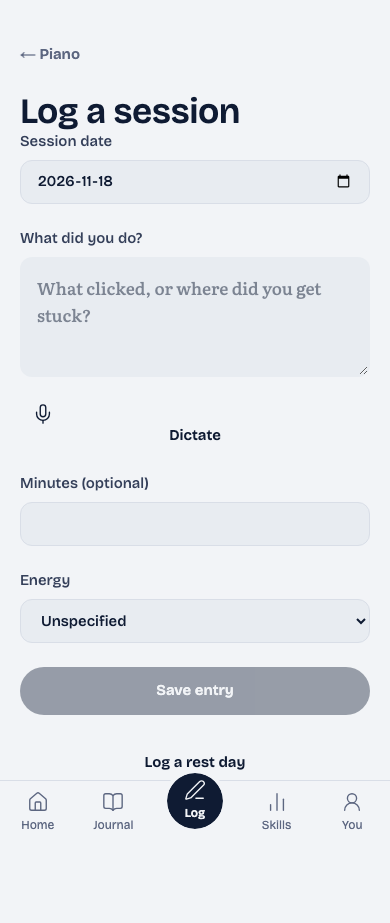 ← Piano
Log a session
Session date
2026-11-18
What did you do?
What clicked, or where did you get
stuck?
Dictate
Minutes (optional)
Energy
Unspecified
Save entry
Log a rest day
Home
Journal
Log
Skills
You